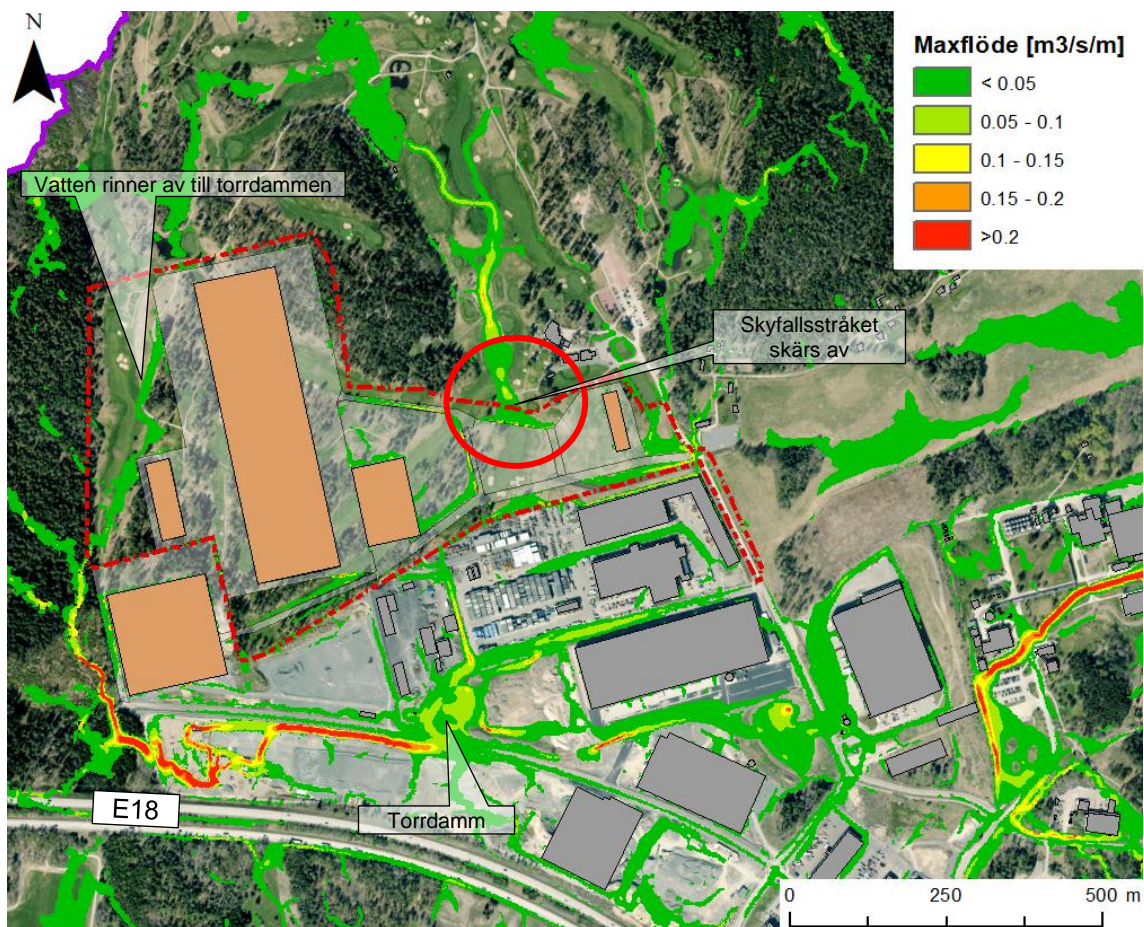 N
Maxflöde [m3/s/m]
< 0.05
0.05 - 0.1
0.1 - 0.15
0.15 - 0.2
>0.2
Vatten rinner av till torrdammen
Skyfallsstråket
skärs av
E18
Torrdamm
0 250 500 m